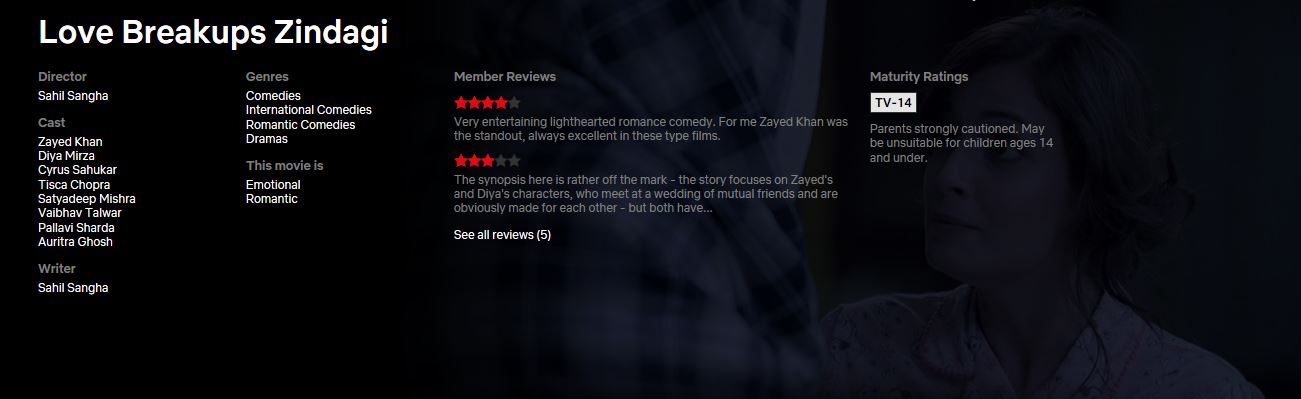 Love Breakups Zindagi
Director
Sahil Sangha
Cast
Zayed Khan
Diya Mirza
Cyrus Sahukar
Tisca Chopra
Satyadeep Mishra
Vaibhav Talwar
Pallavi Sharda
Auritra Ghosh
Writer
Sahil Sangha
Genres
Comedies
International Comedies
Romantic Comedies
Dramas
This movie is
Emotional
Romantic
Member Reviews
Very entertaining lighthearted romance comedy. For me Zayed Khan was
the standout, always excellent in these type films.
The synopsis here is rather off the mark - the story focuses on Zayed's
and Diya's characters, who meet at a wedding of mutual friends and are
obviously made for each other - but both have...
See all reviews (5)
Maturity Ratings
TV-14
Parents strongly cautioned. May
be unsuitable for children ages 14
and under.